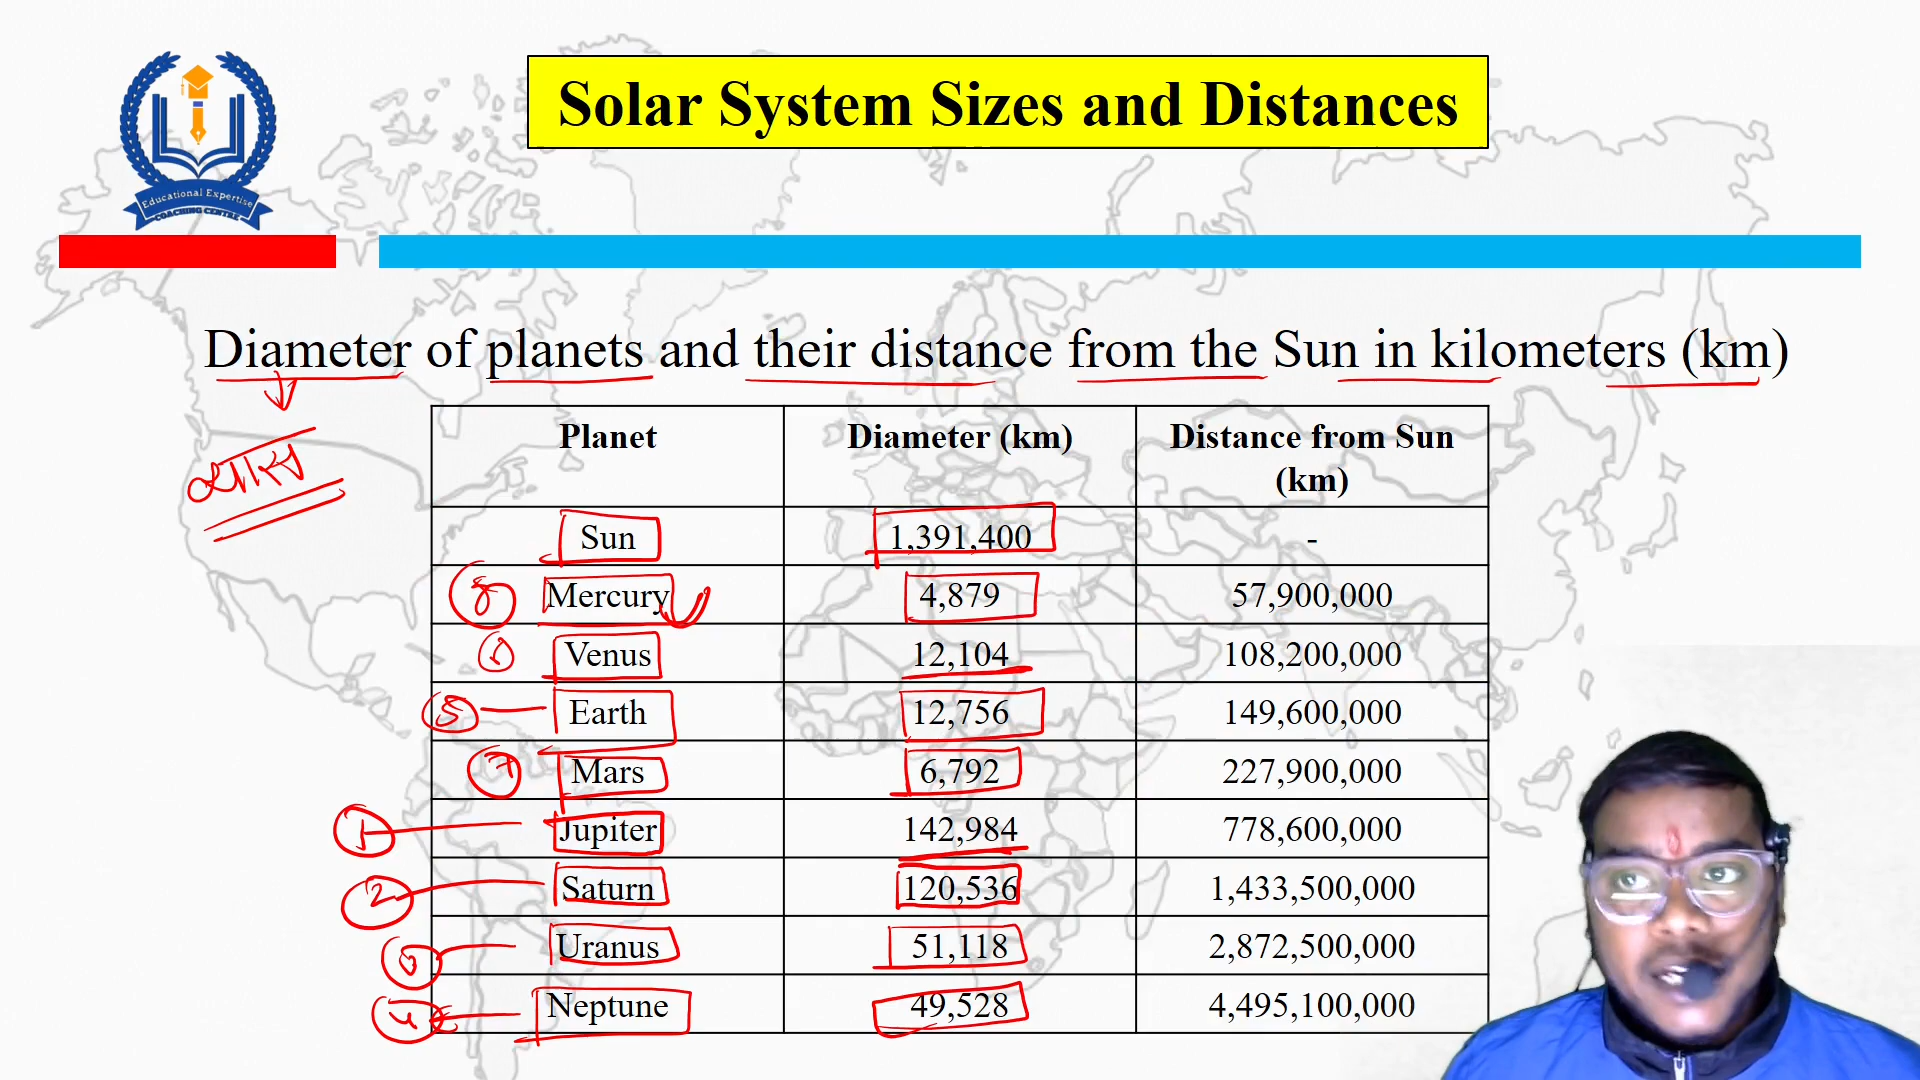 Solar System Sizes and Distances
Educational Expertise
COACHING CENTRE
Diameter of planets and their distance from the Sun in kilometers (km)
Planet Diameter (km) Distance from Sun (km)
Sun 1,391,400 -
8 Mercury 4,879 57,900,000
Venus 12,104 108,200,000
5 Earth 12,756 149,600,000
7 Mars 6,792 227,900,000
1 Jupiter 142,984 778,600,000
2 Saturn 120,536 1,433,500,000
Uranus 51,118 2,872,500,000
Neptune 49,528 4,495,100,000